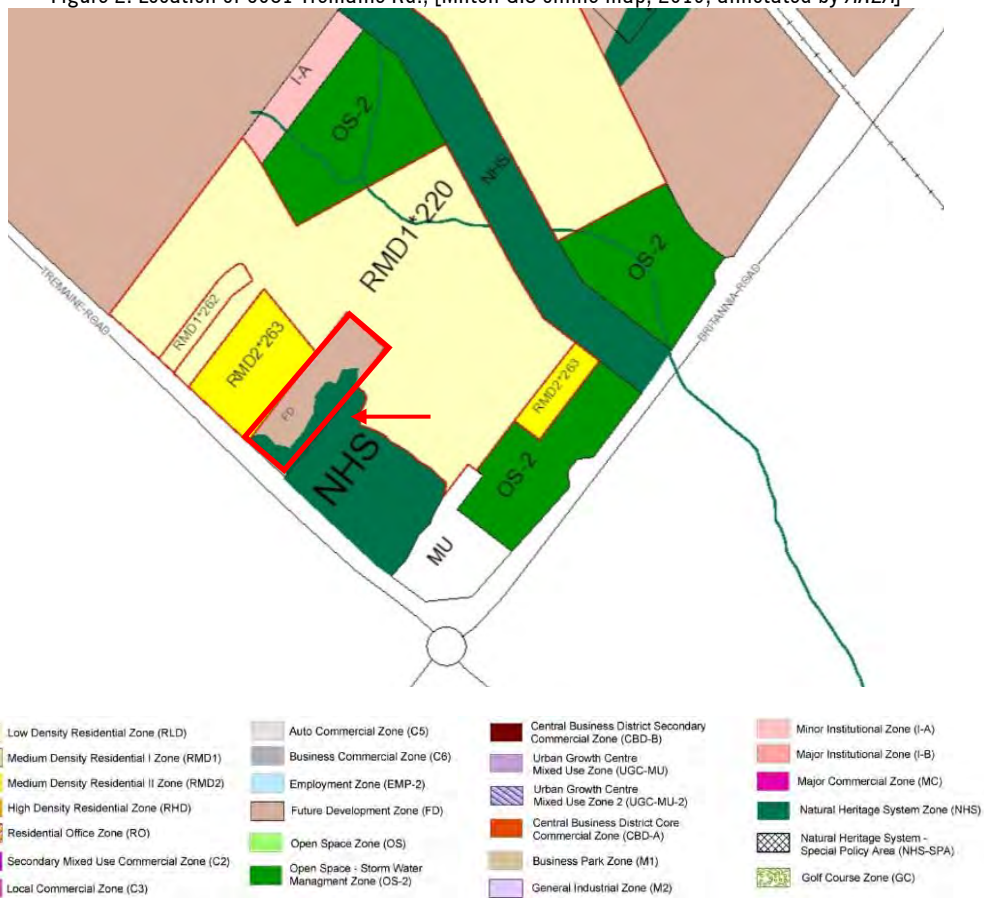 Location of Tremaine Rd., [Milton GIS online map, annotated by
I-A
OS-2
NHS
RMD1*220
OS-2
TREMAINE ROAD
BRITANNIA ROAD
RMD1*262
RMD2*263
FD
RMD2*263
NHS
OS-2
MU
Low Density Residential Zone (RLD)
Medium Density Residential I Zone (RMD1)
Medium Density Residential II Zone (RMD2)
High Density Residential Zone (RHD)
Residential Office Zone (RO)
Secondary Mixed Use Commercial Zone (C2)
Local Commercial Zone (C3)
Auto Commercial Zone (C5)
Business Commercial Zone (C6)
Employment Zone (EMP-2)
Future Development Zone (FD)
Open Space Zone (OS)
Open Space - Storm Water
Managment Zone (OS-2)
Central Business District Secondary
Commercial Zone (CBD-B)
Urban Growth Centre
Mixed Use Zone (UGC-MU)
Urban Growth Centre
Mixed Use Zone 2 (UGC-MU-2)
Central Business District Core
Commercial Zone (CBD-A)
Business Park Zone (M1)
General Industrial Zone (M2)
Minor Institutional Zone (I-A)
Major Institutional Zone (I-B)
Major Commercial Zone (MC)
Natural Heritage System Zone (NHS)
Natural Heritage System -
Special Policy Area (NHS-SPA)
Golf Course Zone (GC)